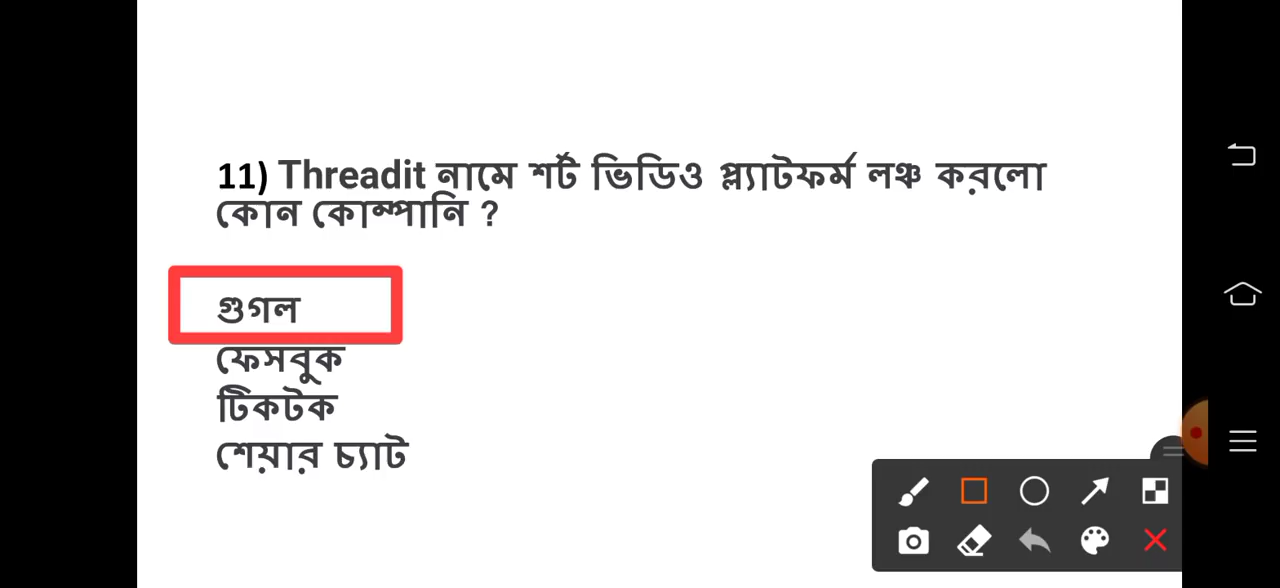 11) Threadit নামে শর্ট ভিডিও প্ল্যাটফর্ম লঞ্চ করলো
কোন কোম্পানি ?
গুগল
ফেসবুক
টিকটক
শেয়ার চ্যাট